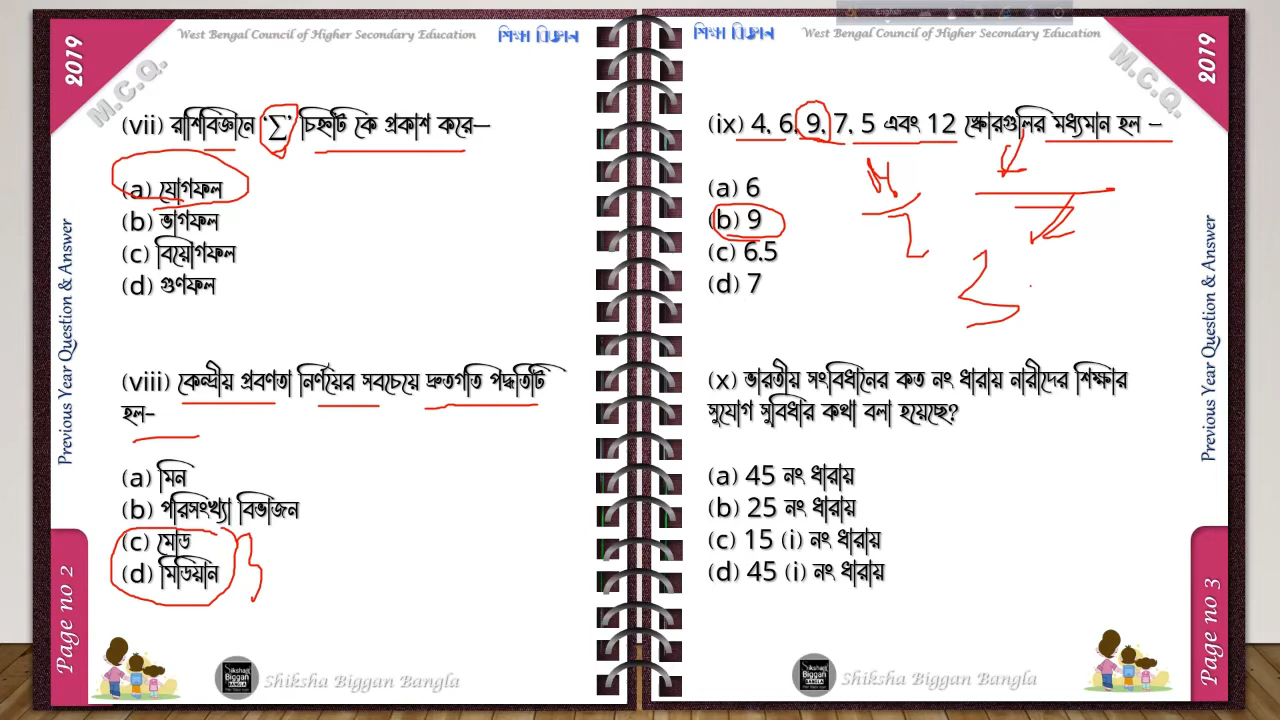 2019
West Bengal Council of Higher Secondary Education
শিক্ষা বিজ্ঞান
M.C.Q.
(vii) রাশিবিজ্ঞানে ‘∑’ চিহ্নটি কে প্রকাশ করে—
(a) যোগফল
(b) ভাগফল
(c) বিয়োগফল
(d) গুণফল
(viii) কেন্দ্রীয় প্রবণতা নির্ণয়ের সবচেয়ে দ্রুতগতি পদ্ধতিটি
হল–
(a) মিন
(b) পরিসংখ্যা বিভাজন
(c) মোড
(d) মিডিয়ান
Previous Year Question & Answer
Page no 2
Shikshan Biggan BANGLA
Shiksha Biggan Bangla
English
শিক্ষা বিজ্ঞান
West Bengal Council of Higher Secondary Education
2019
M.C.Q.
(ix) 4, 6, 9, 7, 5 এবং 12 স্কোরগুলির মধ্যমান হল –
(a) 6
(b) 9
(c) 6.5
(d) 7
(x) ভারতীয় সংবিধানের কত নং ধারায় নারীদের শিক্ষার
সুযোগ সুবিধার কথা বলা হয়েছে?
(a) 45 নং ধারায়
(b) 25 নং ধারায়
(c) 15 (i) নং ধারায়
(d) 45 (i) নং ধারায়
Previous Year Question & Answer
Page no 3
Shiksha Biggan Bangla